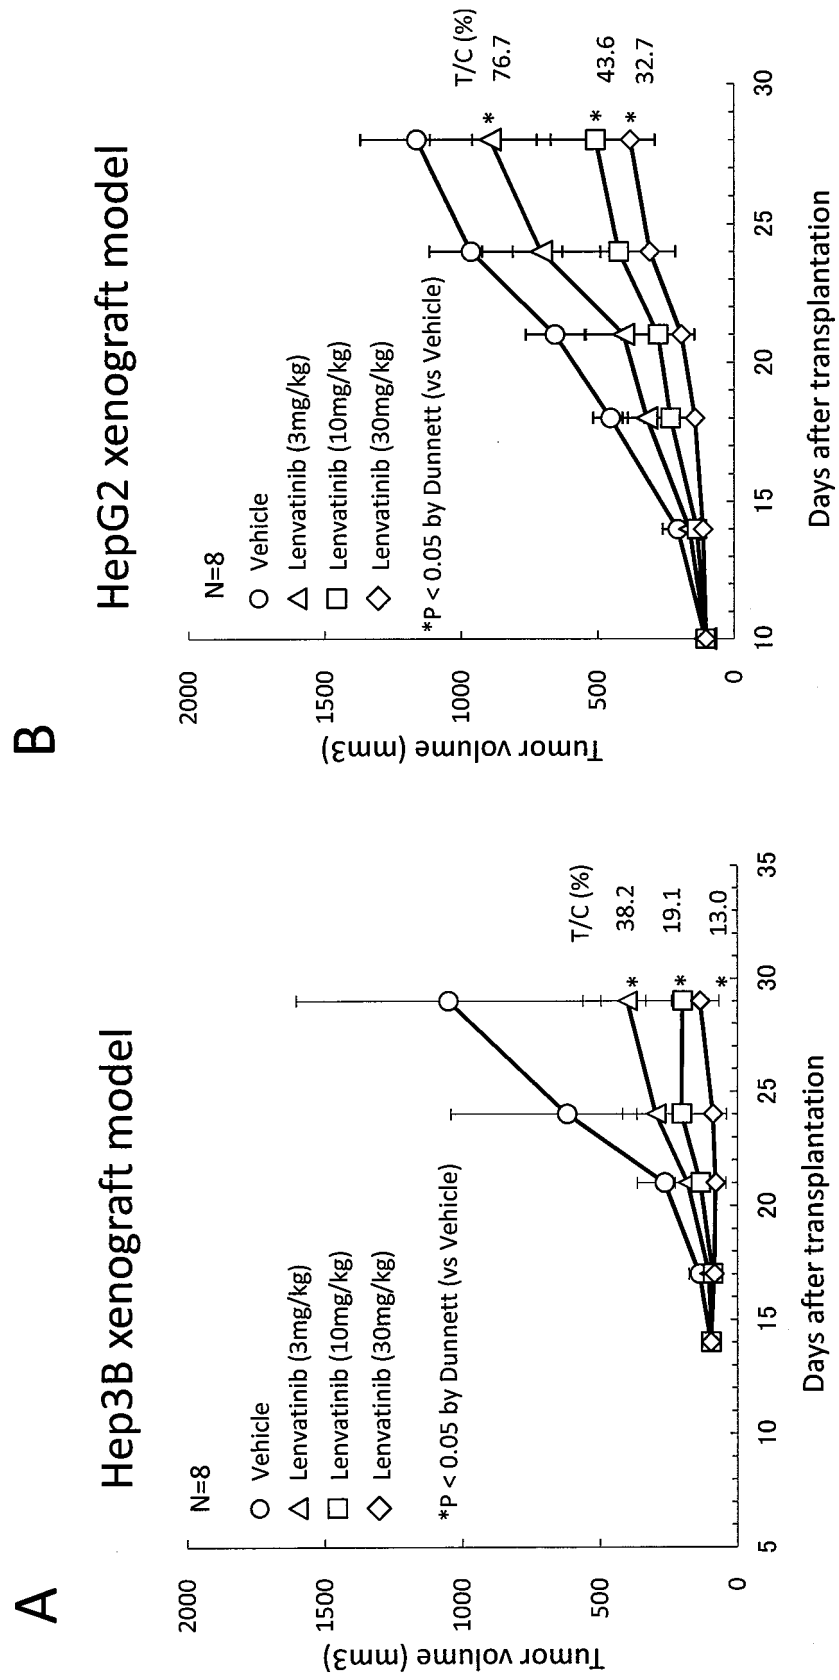 A
Hep3B xenograft model
N=8
Vehicle
Lenvatinib (3mg/kg)
Lenvatinib (10mg/kg)
Lenvatinib (30mg/kg)
*P < 0.05 by Dunnett (vs Vehicle)
Tumor volume (mm3)
2000
1500
1000
500
0
5
10
15
20
25
30
35
Days after transplantation
T/C (%)
* 38.2
* 19.1
* 13.0
B
HepG2 xenograft model
N=8
Vehicle
Lenvatinib (3mg/kg)
Lenvatinib (10mg/kg)
Lenvatinib (30mg/kg)
*P < 0.05 by Dunnett (vs Vehicle)
Tumor volume (mm3)
2000
1500
1000
500
0
10
15
20
25
30
Days after transplantation
T/C (%)
* 76.7
* 43.6
* 32.7